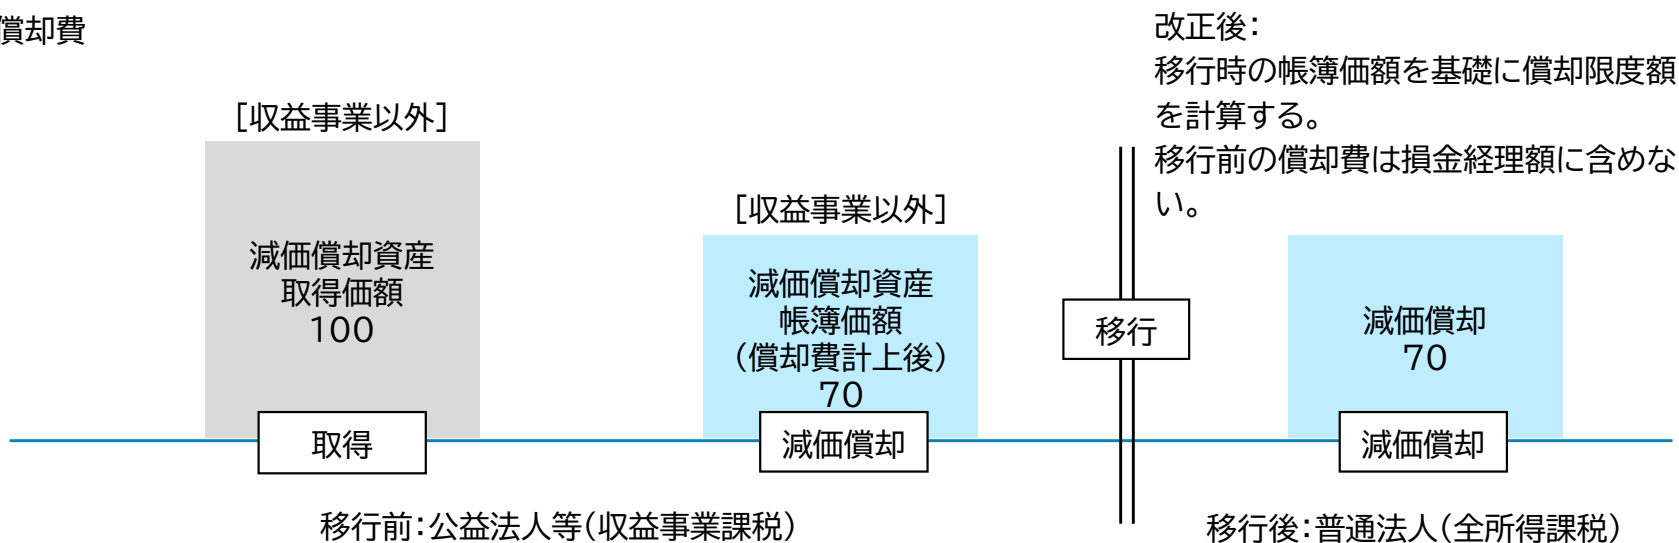 償却費
改正後：
移行時の帳簿価額を基礎に償却限度額
を計算する。
移行前の償却費は損金経理額に含めな
い。
［収益事業以外］
減価償却資産
取得価額
100
取得
［収益事業以外］
減価償却資産
帳簿価額
（償却費計上後）
70
減価償却
移行
減価償却
70
減価償却
移行前：公益法人等（収益事業課税）
移行後：普通法人（全所得課税）